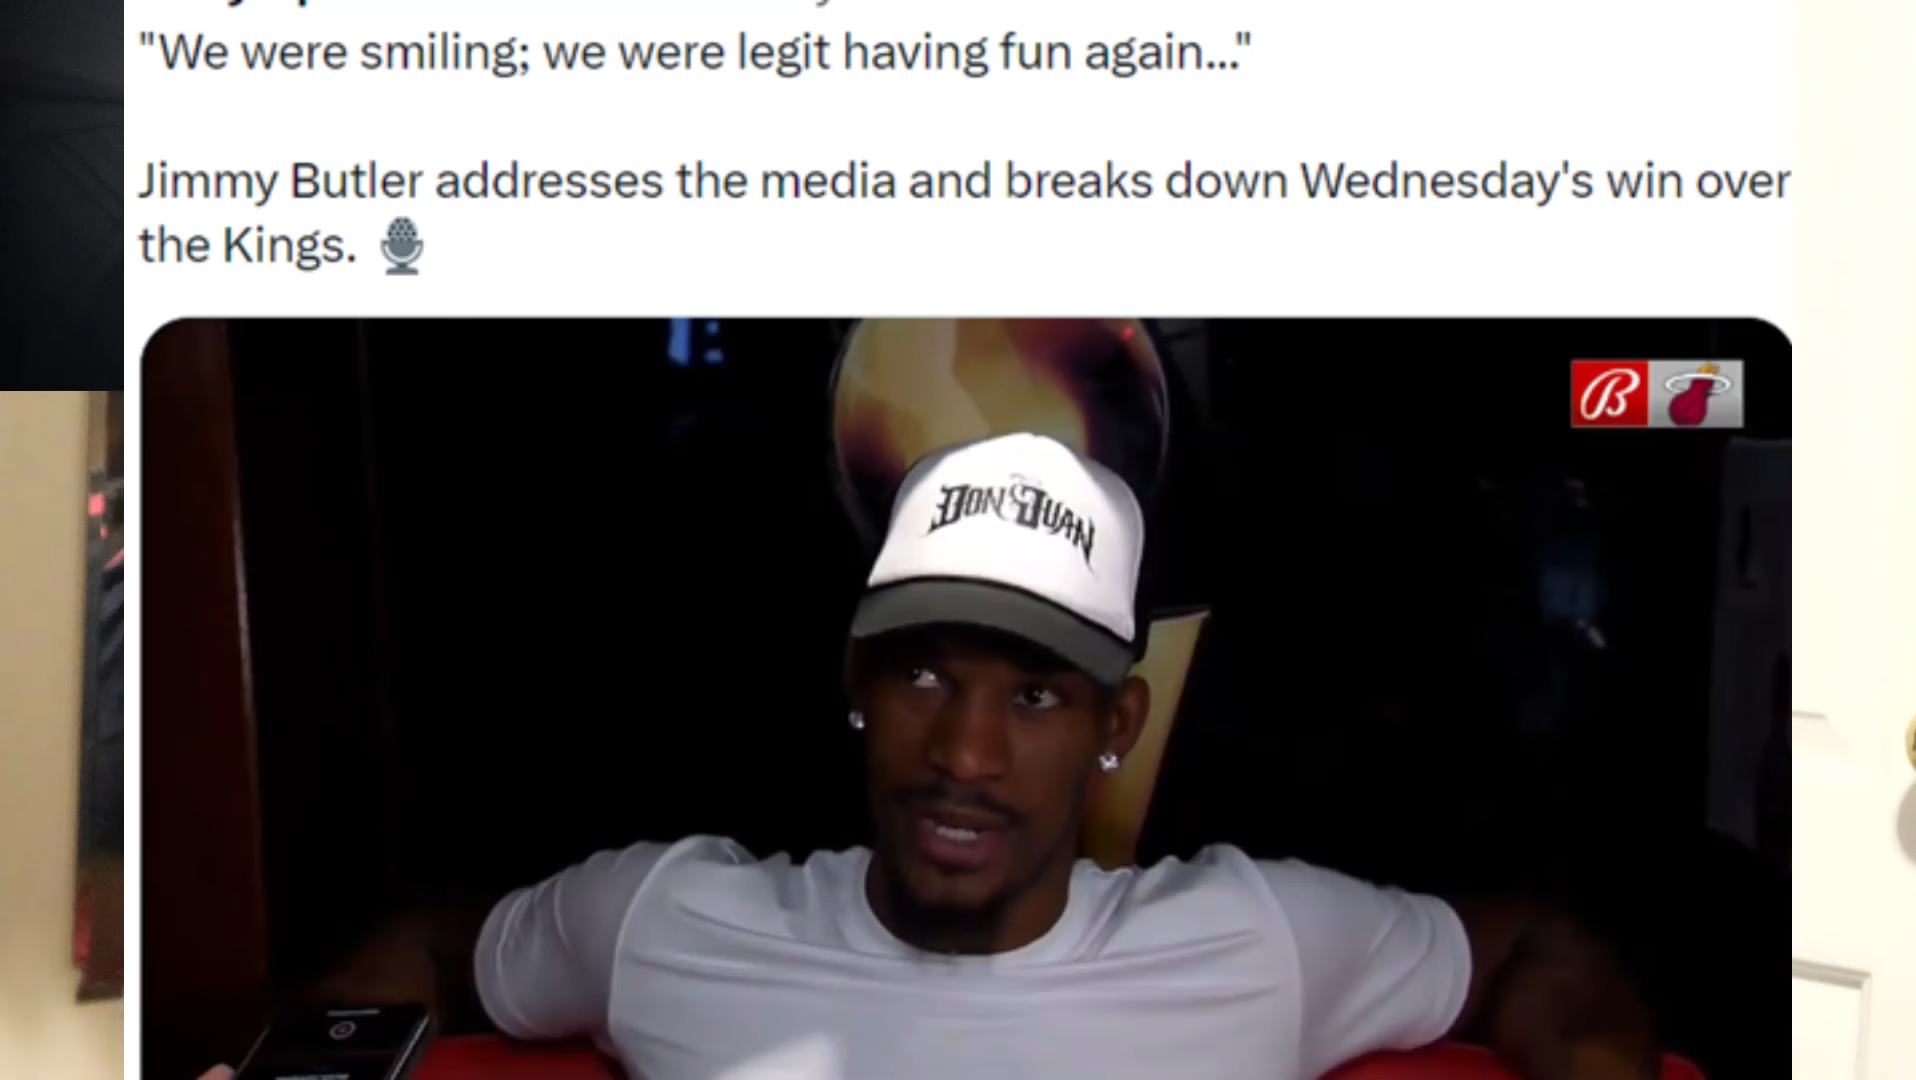 "We were smiling; we were legit having fun again..."
Jimmy Butler addresses the media and breaks down Wednesday's win over
the Kings.
B
DON JUAN